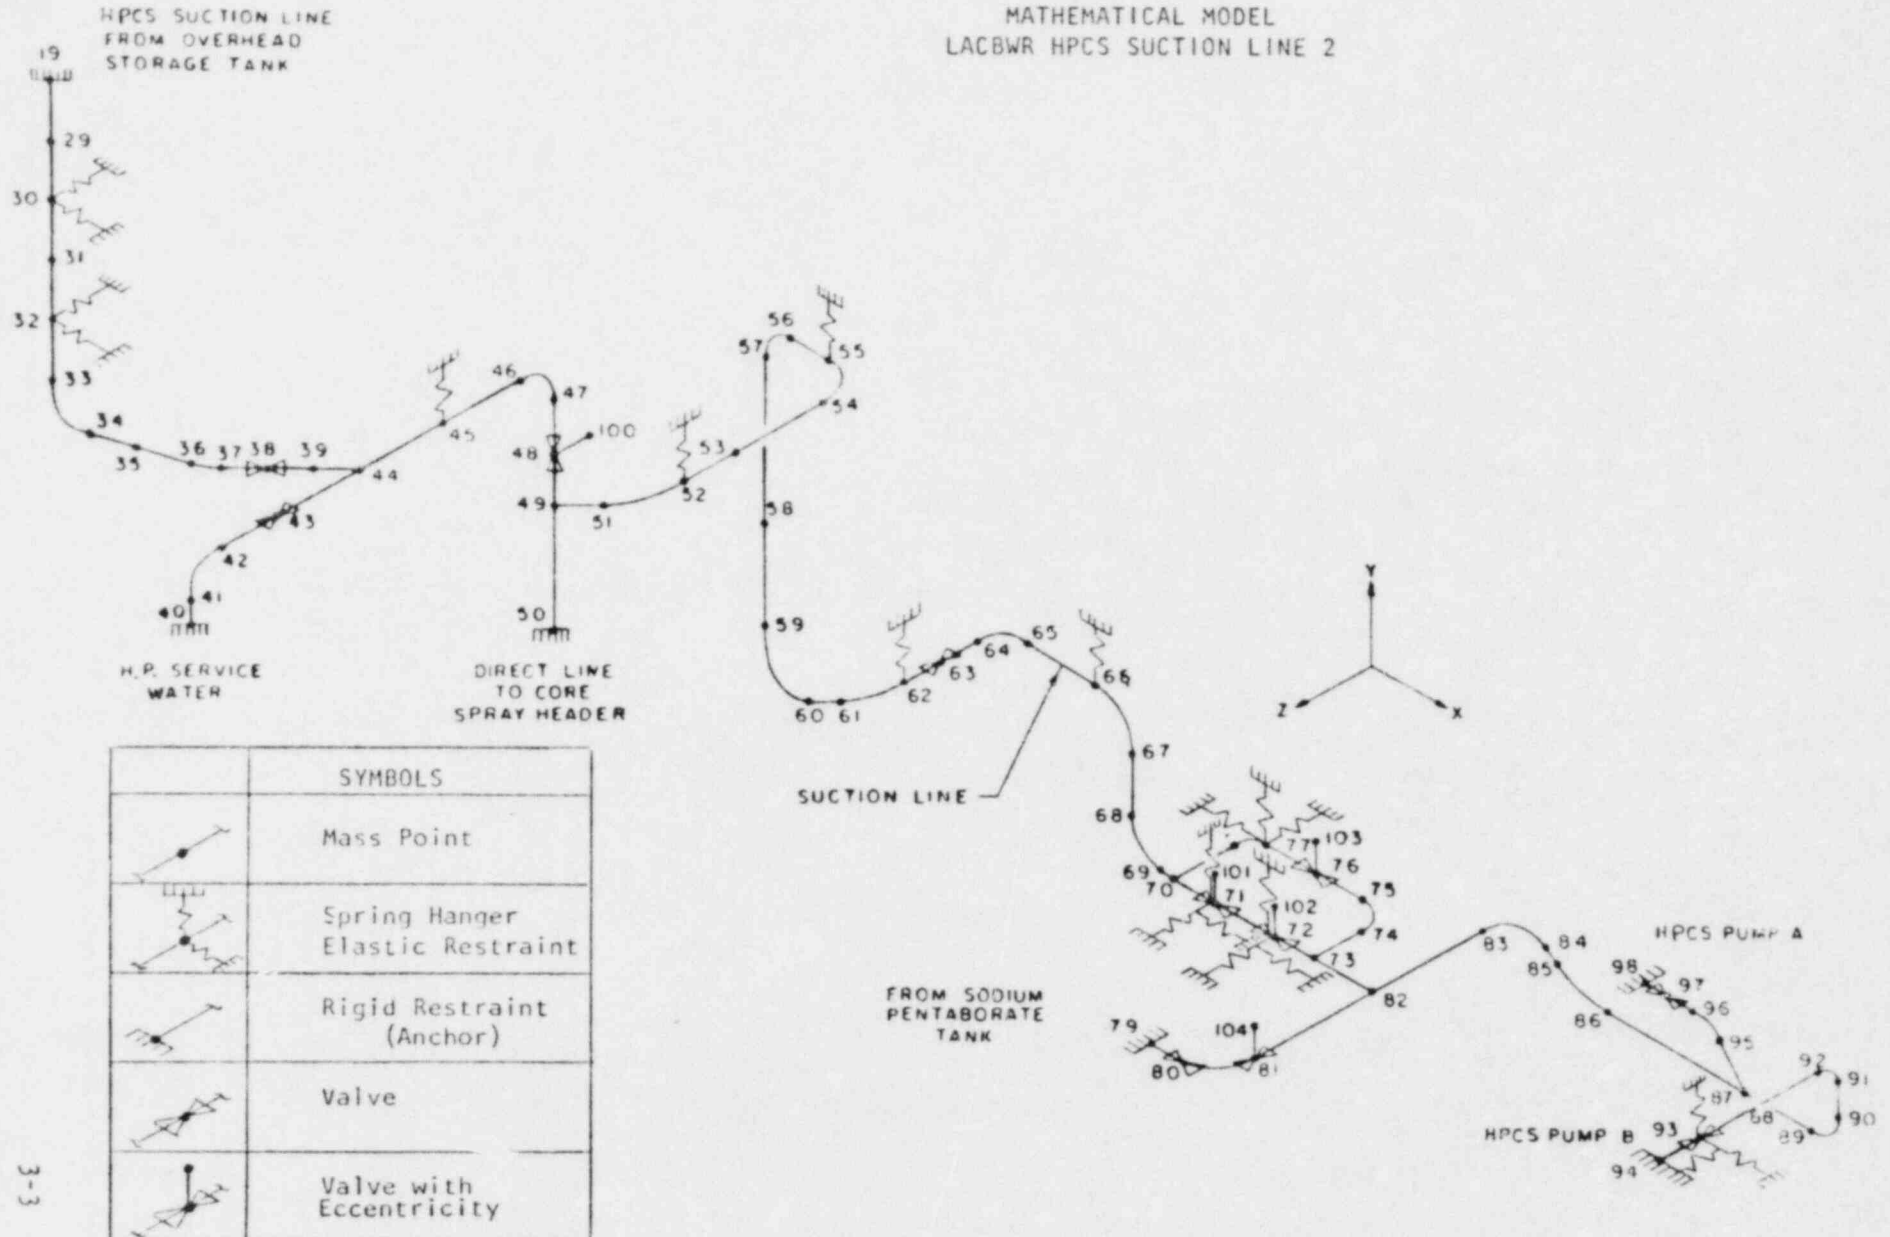 MATHEMATICAL MODEL
LACBWR HPCS SUCTION LINE 2
HPCS SUCTION LINE
FROM OVERHEAD
STORAGE TANK
19
29
30
31
32
33
34
35
36
37
38
39
44
43
42
41
40
H.P. SERVICE
WATER
45
46
47
48
100
49
50
51
DIRECT LINE
TO CORE
SPRAY HEADER
52
53
54
55
56
57
58
59
60
61
62
63
64
65
66
67
68
SUCTION LINE
Y
Z
X
69
70
71
101
72
102
73
74
75
76
103
77
FROM SODIUM
PENTABORATE
TANK
79
80
81
104
82
83
84
85
86
87
68
89
90
91
92
93
94
95
96
97
98
HPCS PUMP A
HPCS PUMP B
SYMBOLS
Mass Point
Spring Hanger
Elastic Restraint
Rigid Restraint
(Anchor)
Valve
Valve with
Eccentricity
3-3